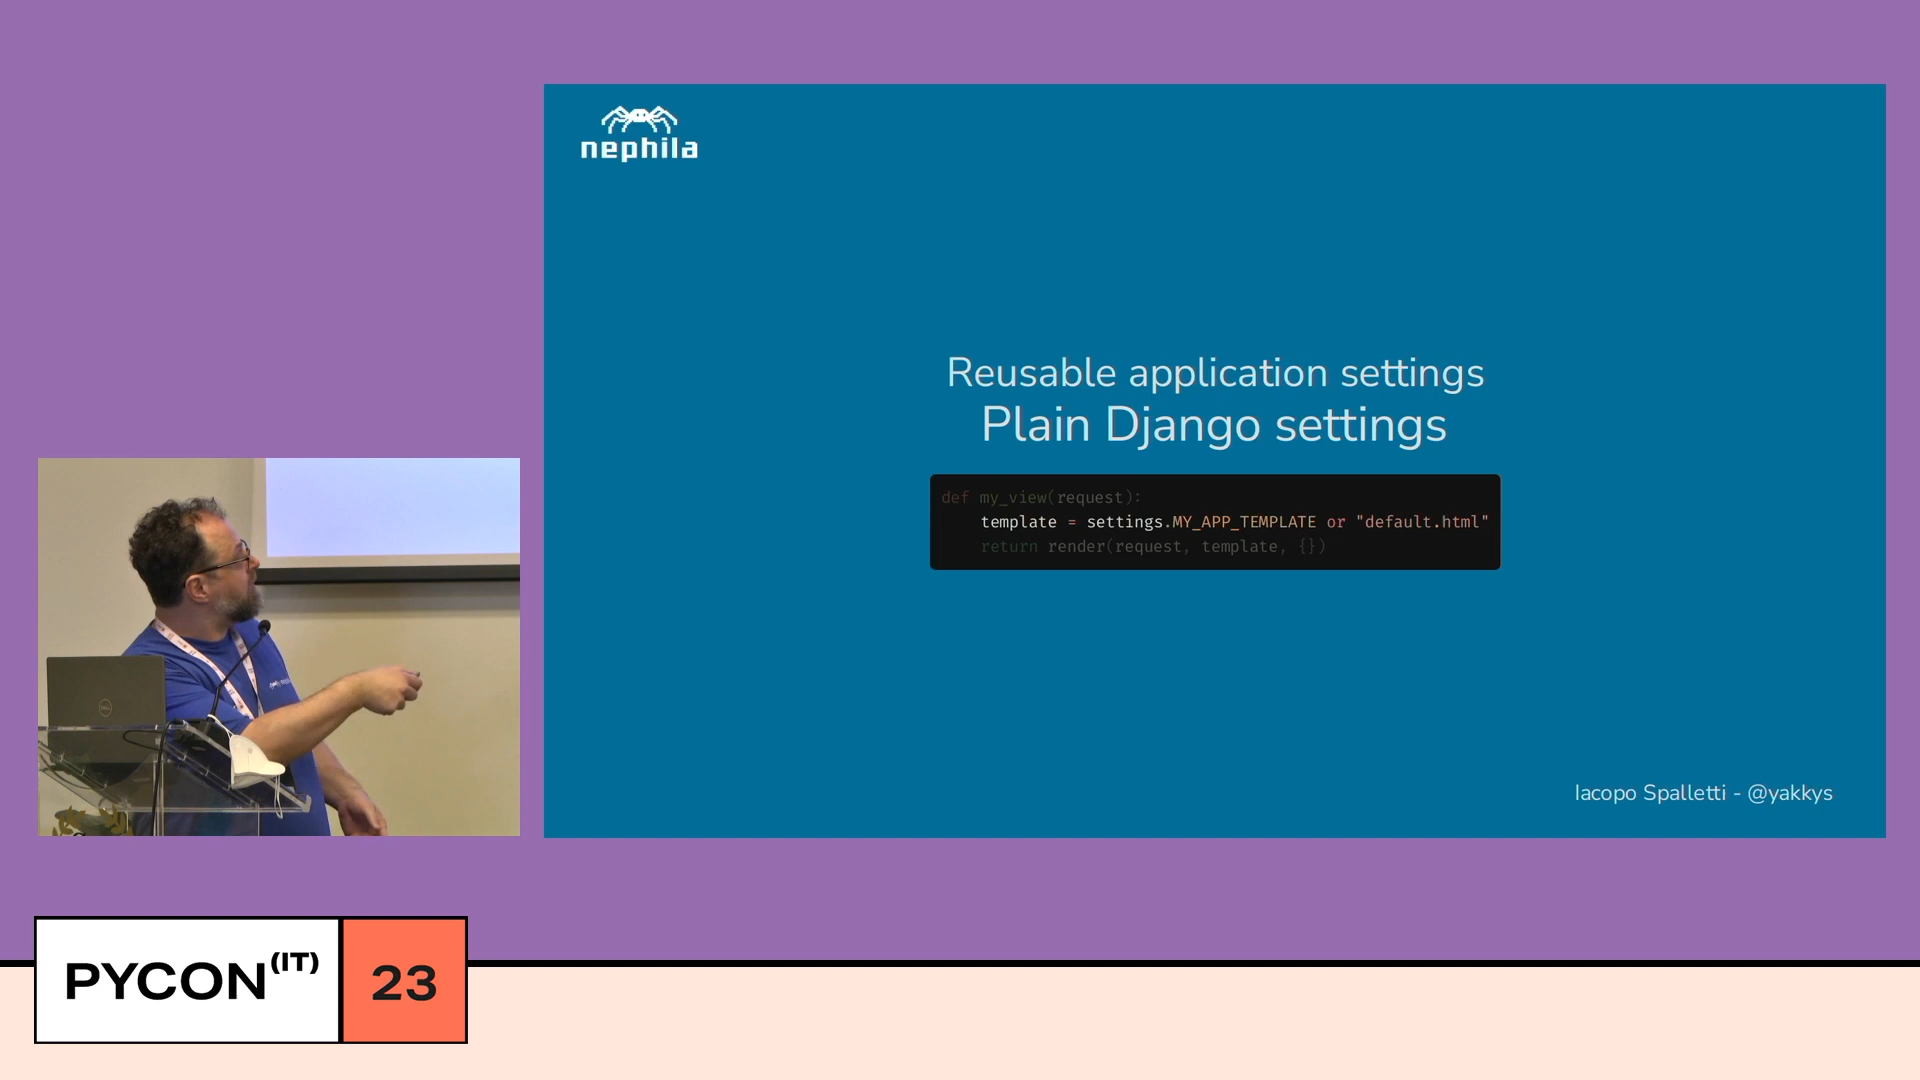 nephila
Reusable application settings
Plain Django settings
def my_view(request):
    template = settings.MY_APP_TEMPLATE or "default.html"
    return render(request, template, {})
Iacopo Spalletti - @yakkys
PYCON(IT) 23